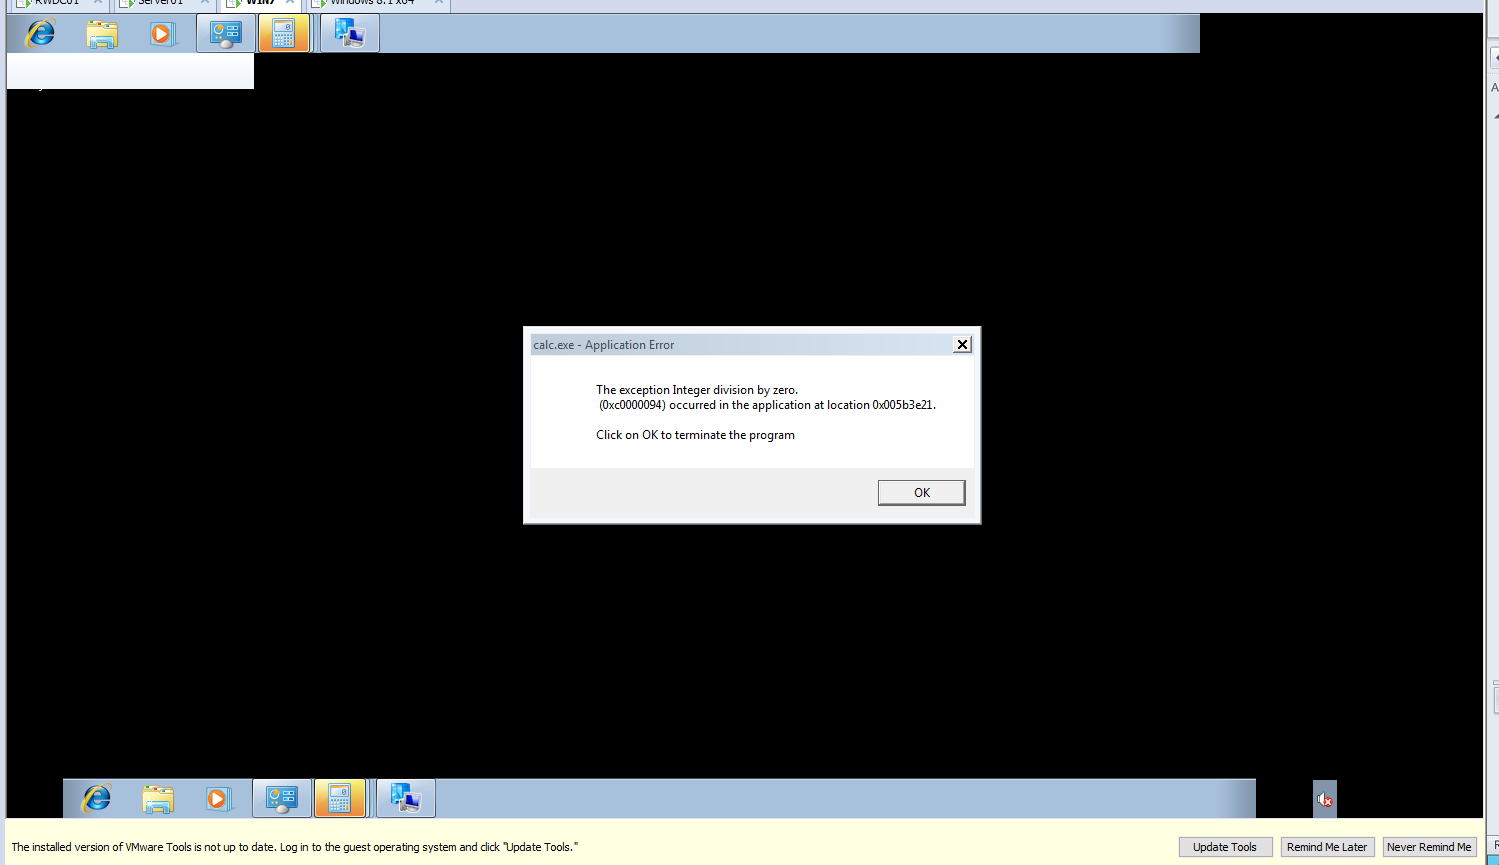 RWDC01
Server01
WIN7
Windows 8.1 x64
A
calc.exe - Application Error
The exception Integer division by zero.
(0xc0000094) occurred in the application at location 0x005b3e21.
Click on OK to terminate the program
OK
The installed version of VMware Tools is not up to date. Log in to the guest operating system and click "Update Tools."
Update Tools
Remind Me Later
Never Remind Me
R